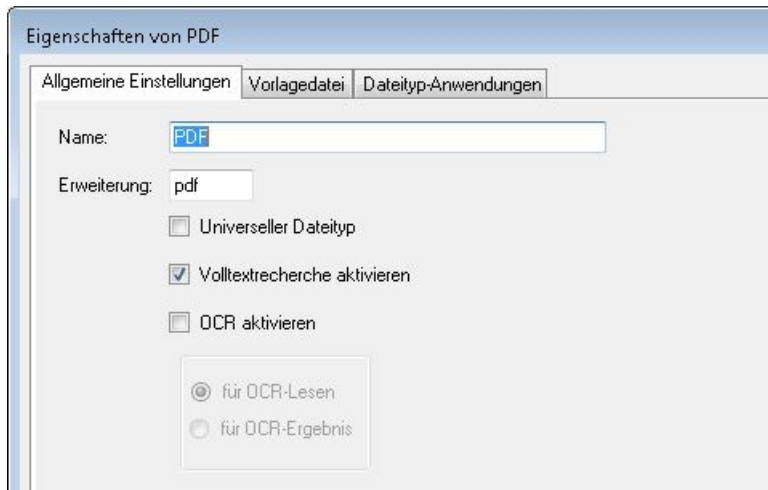 Eigenschaften von PDF
Allgemeine Einstellungen Vorlagedatei Dateityp-Anwendungen
Name: PDF
Erweiterung: pdf
Universeller Dateityp
Volltextrecherche aktivieren
OCR aktivieren
für OCR-Lesen
für OCR-Ergebnis